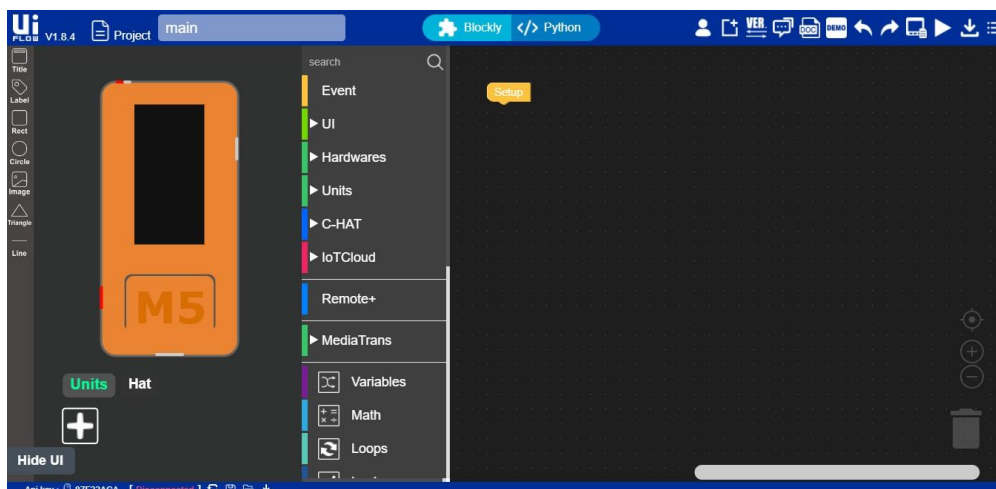 Ui
FLOW V1.8.4
Project
main
Blockly
</> Python
VER.
DOC
DEMO
Title
Label
Rect
Circle
Image
Triangle
Line
M5
Units
Hat
Hide UI
search
Event
UI
Hardwares
Units
C-HAT
IoTCloud
Remote+
MediaTrans
Variables
Math
Loops
Setup